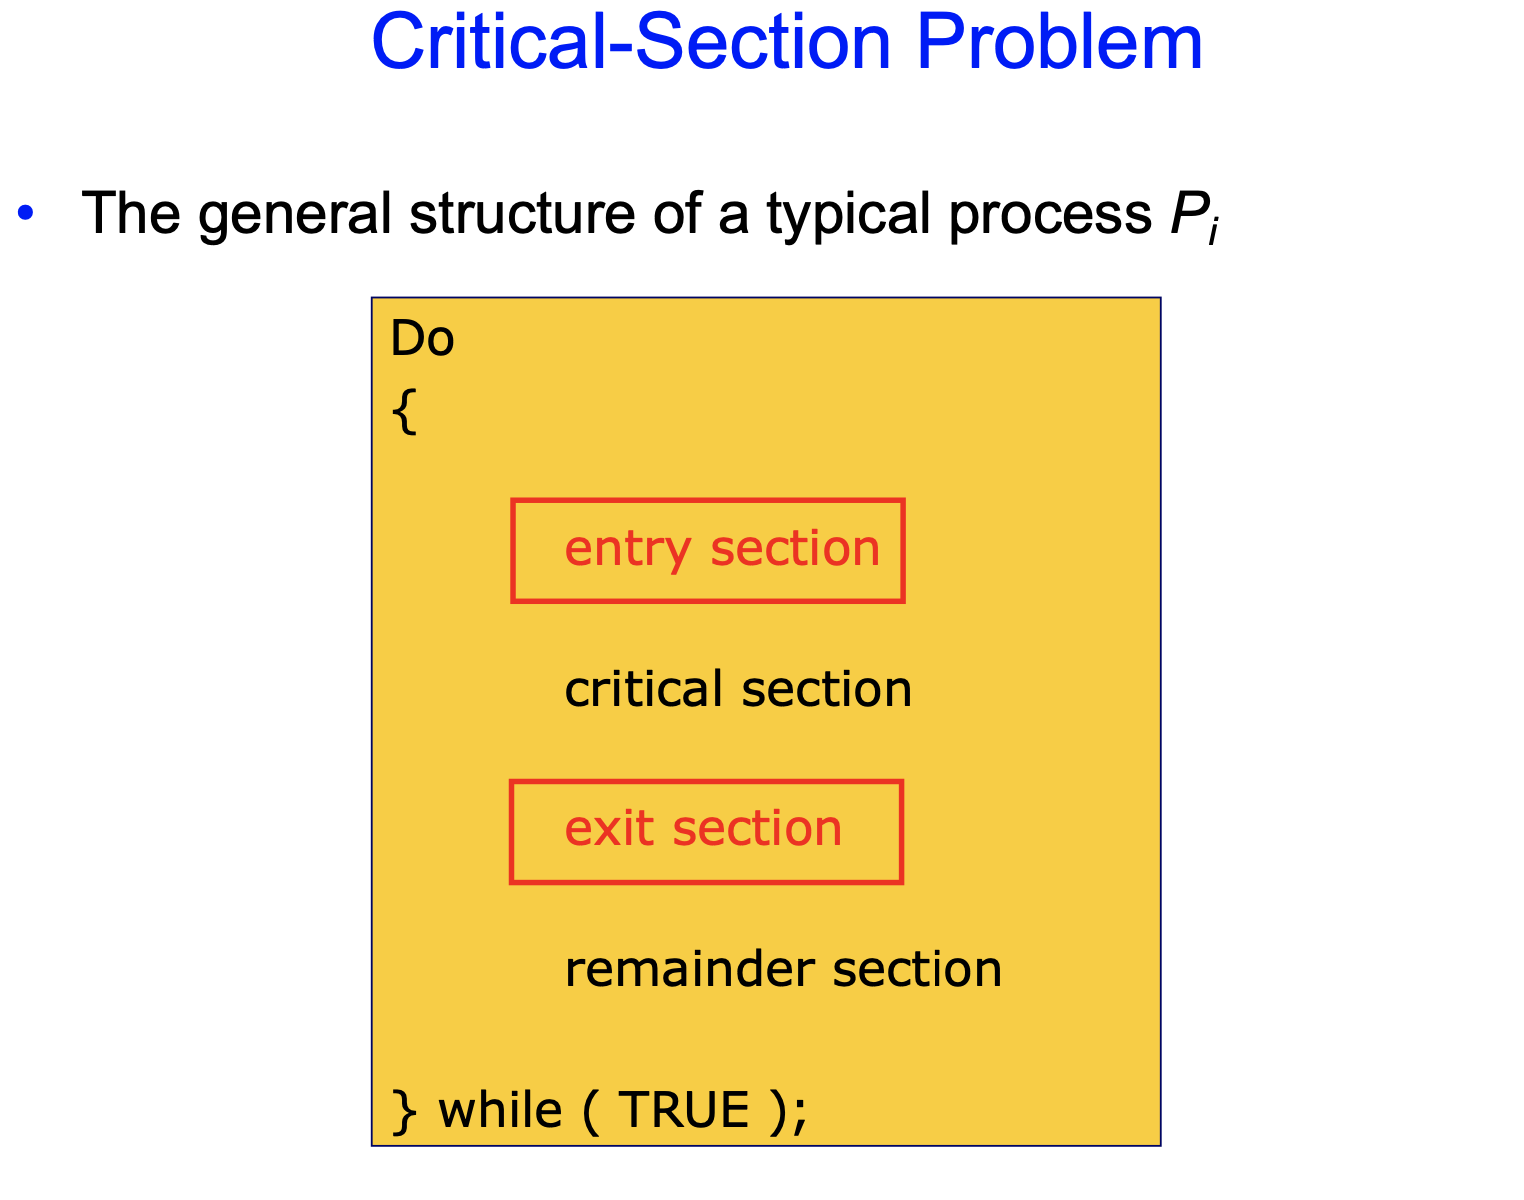 Critical-Section Problem
• The general structure of a typical process Pi
Do
{
entry section
critical section
exit section
remainder section
} while ( TRUE );